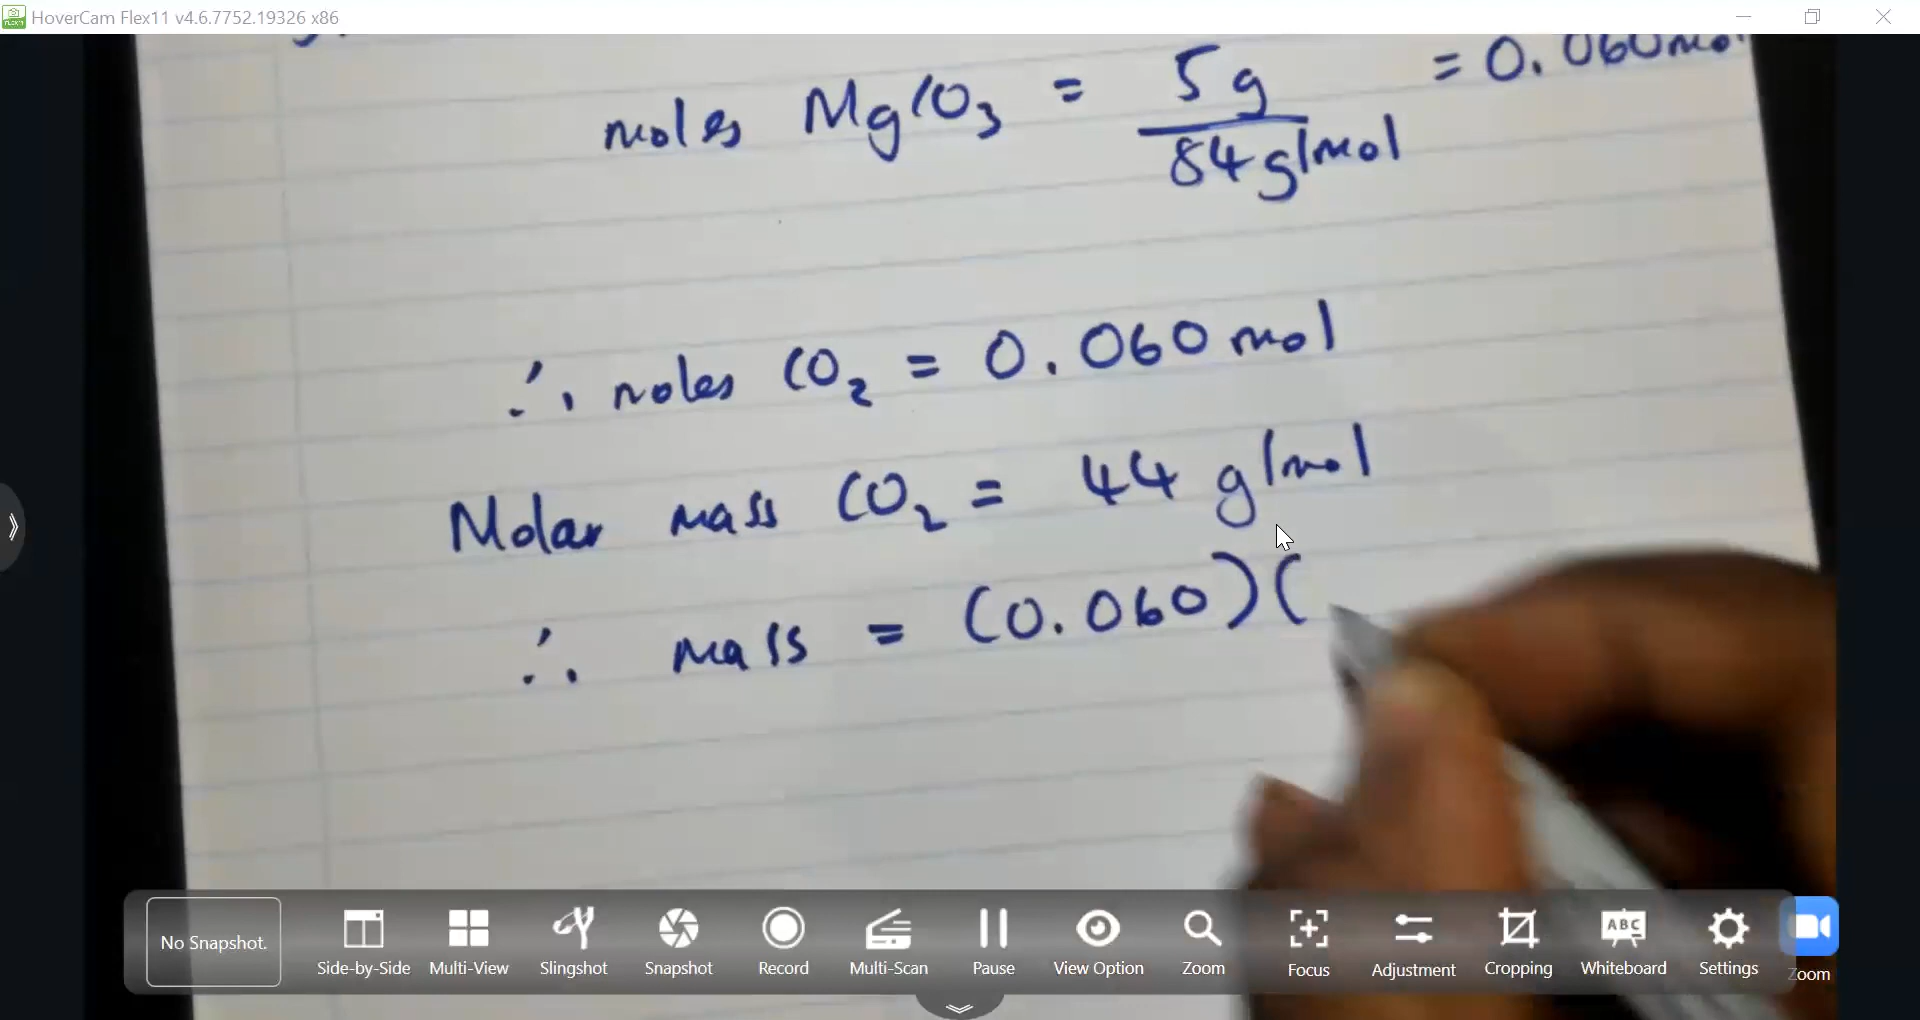 HoverCam Flex11 v4.6.7752.19326 x86
moles MgCO3 = 5g / 84g/mol = 0.060mol
∴ moles CO2 = 0.060 mol
Molar mass CO2 = 44 g/mol
∴ mass = (0.060)(
No Snapshot.
Side-by-Side
Multi-View
Slingshot
Snapshot
Record
Multi-Scan
Pause
View Option
Zoom
Focus
Adjustment
Cropping
ABC
Whiteboard
Settings
Zoom